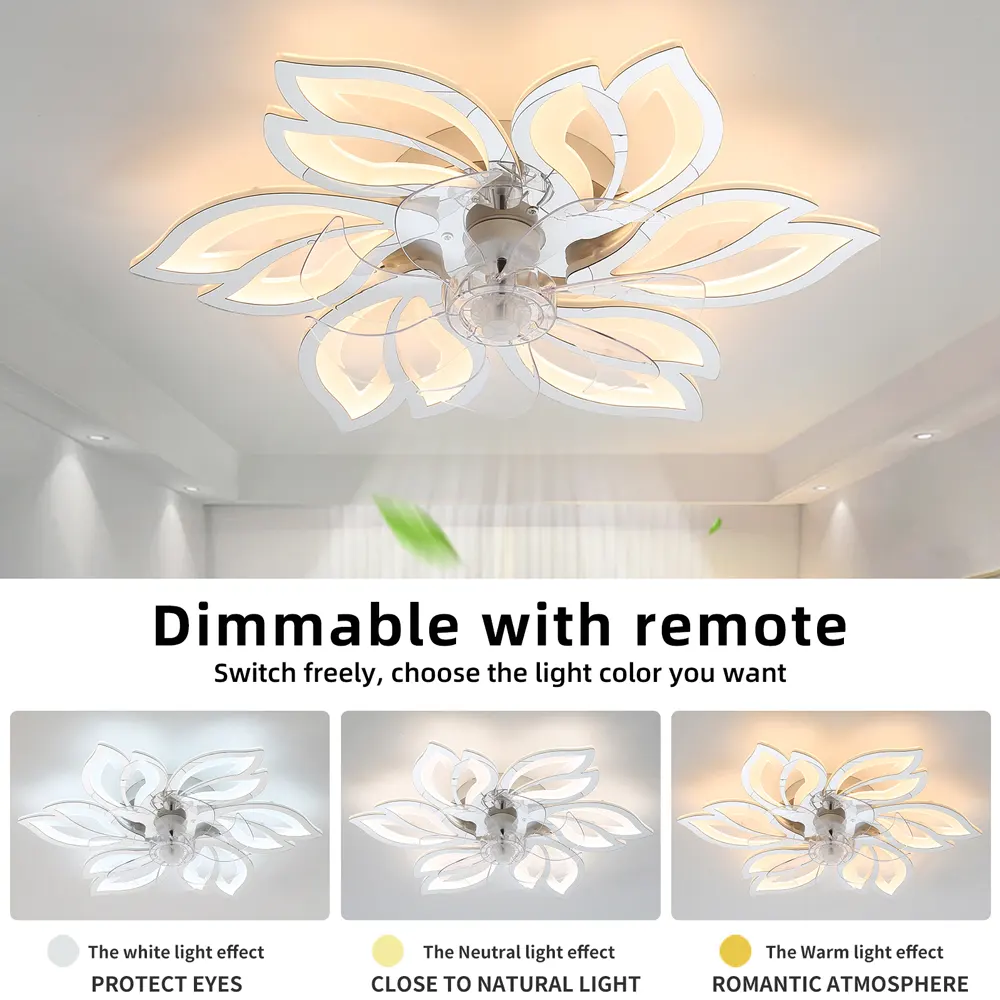 Dimmable with remote
Switch freely, choose the light color you want
The white light effect
PROTECT EYES
The Neutral light effect
CLOSE TO NATURAL LIGHT
The Warm light effect
ROMANTIC ATMOSPHERE